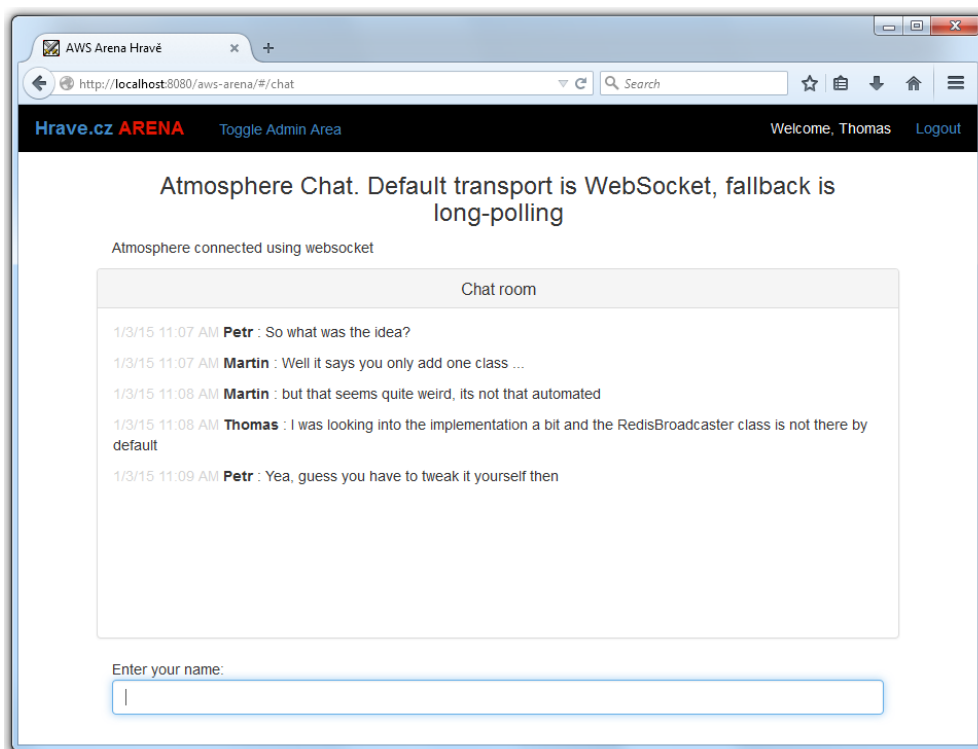 AWS Arena Hravě
http://localhost:8080/aws-arena/#/chat
Search
Hrave.cz ARENA Toggle Admin Area Welcome, Thomas Logout
Atmosphere Chat. Default transport is WebSocket, fallback is
long-polling
Atmosphere connected using websocket
Chat room
1/3/15 11:07 AM Petr : So what was the idea?
1/3/15 11:07 AM Martin : Well it says you only add one class ...
1/3/15 11:08 AM Martin : but that seems quite weird, its not that automated
1/3/15 11:08 AM Thomas : I was looking into the implementation a bit and the RedisBroadcaster class is not there by
default
1/3/15 11:09 AM Petr : Yea, guess you have to tweak it yourself then
Enter your name: